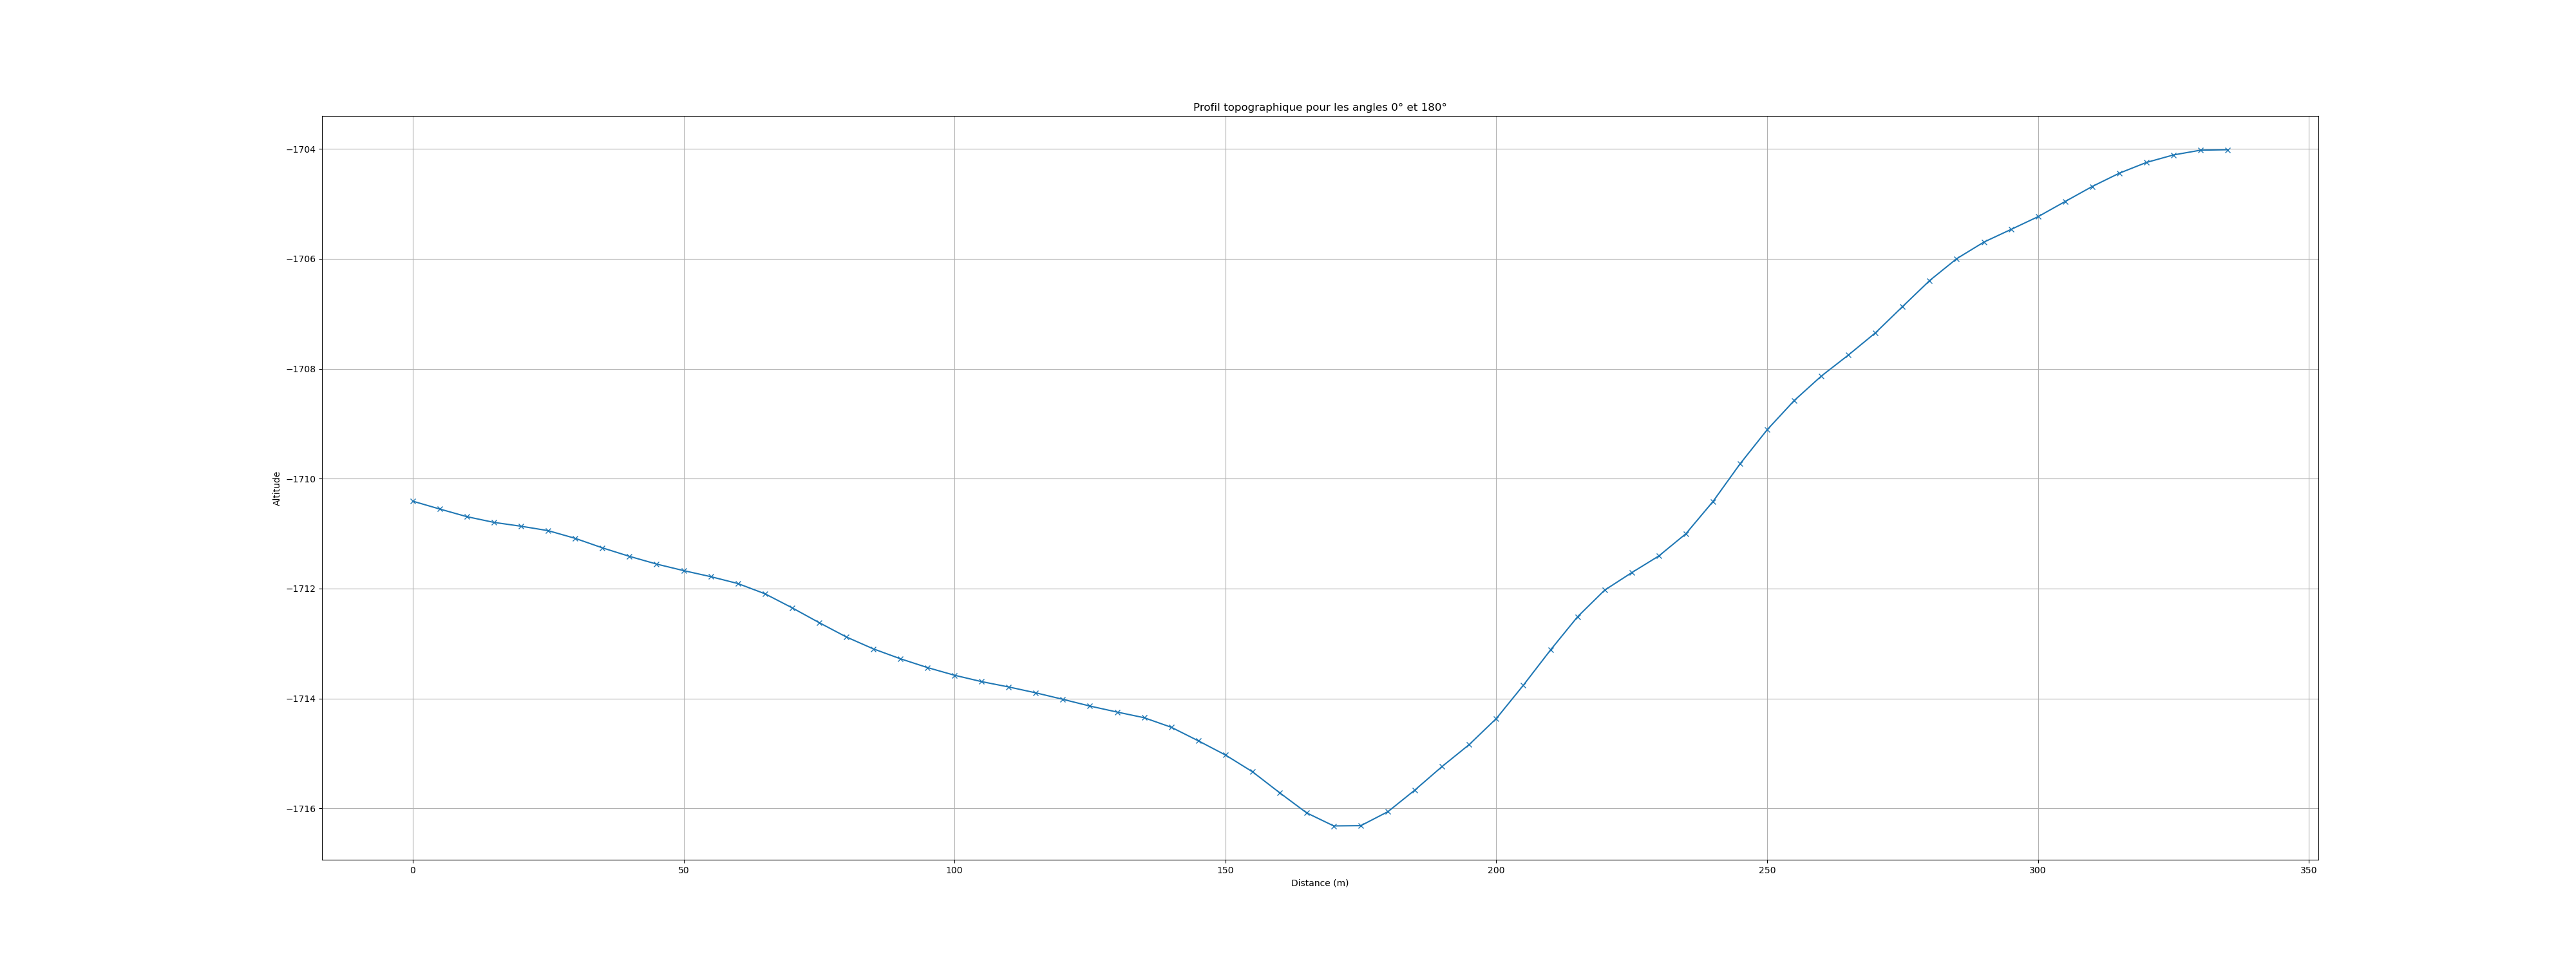 Profil topographique pour les angles 0° et 180°
−1704
−1706
−1708
−1710
−1712
−1714
−1716
Altitude
0 50 100 150 200 250 300 350
Distance (m)